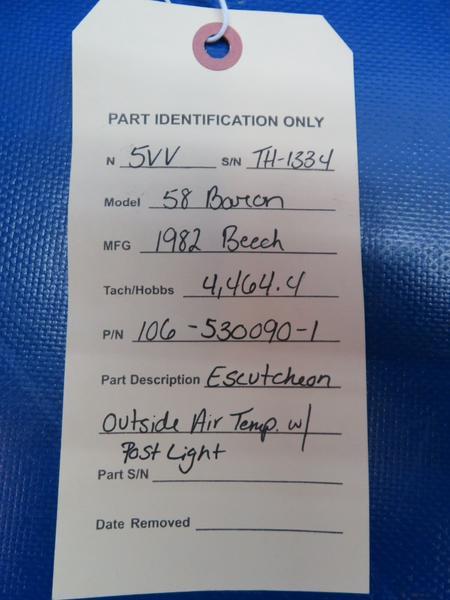 PART IDENTIFICATION ONLY
N 5VV S/N TH-1334
Model 58 Baron
MFG 1982 Beech
Tach/Hobbs 4,464.4
P/N 106-530090-1
Part Description Escutcheon
Outside Air Temp. w/
Post Light
Part S/N
Date Removed